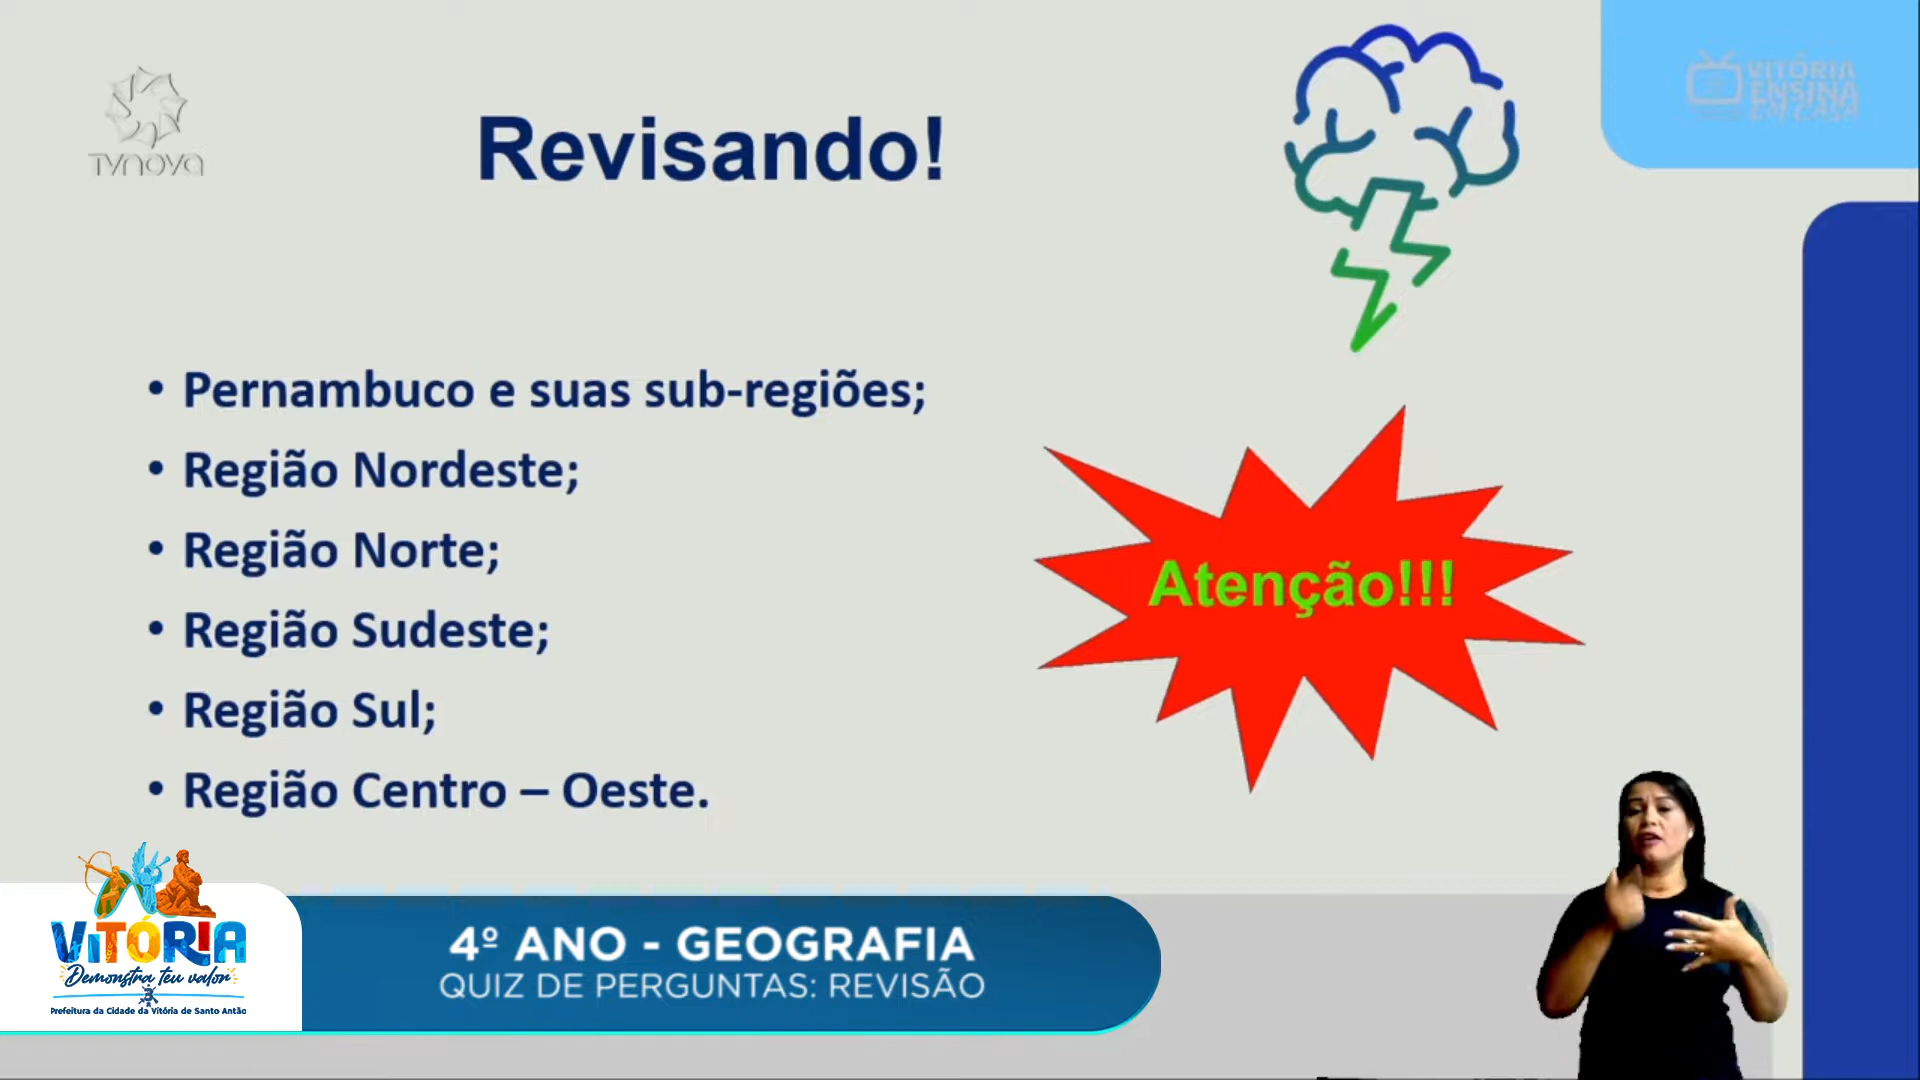 TVNOVA
VITÓRIA
ENSINA
EM CASA
Revisando!
• Pernambuco e suas sub-regiões;
• Região Nordeste;
• Região Norte;
• Região Sudeste;
• Região Sul;
• Região Centro – Oeste.
Atenção!!!
VITÓRIA
Demonstra teu valor
Prefeitura da Cidade da Vitória de Santo Antão
4º ANO - GEOGRAFIA
QUIZ DE PERGUNTAS: REVISÃO